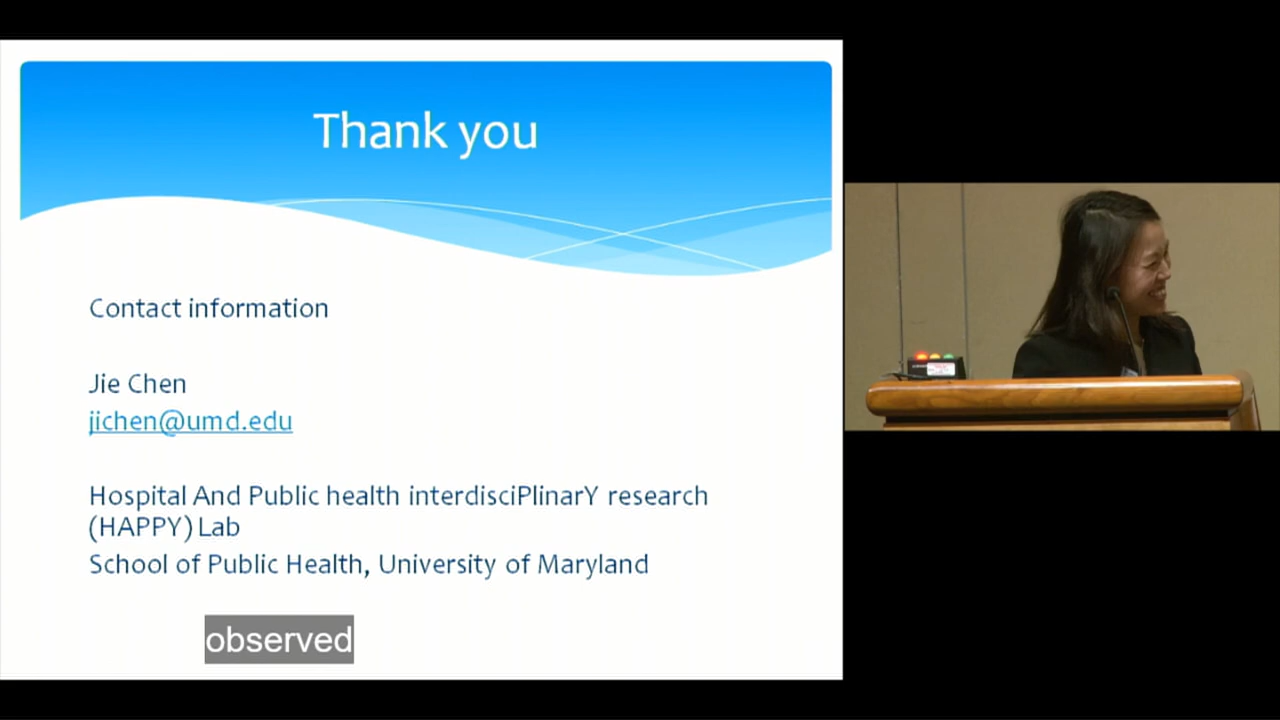 Thank you
Contact information
Jie Chen
jichen@umd.edu
Hospital And Public health interdisciPlinarY research
(HAPPY) Lab
School of Public Health, University of Maryland
observed